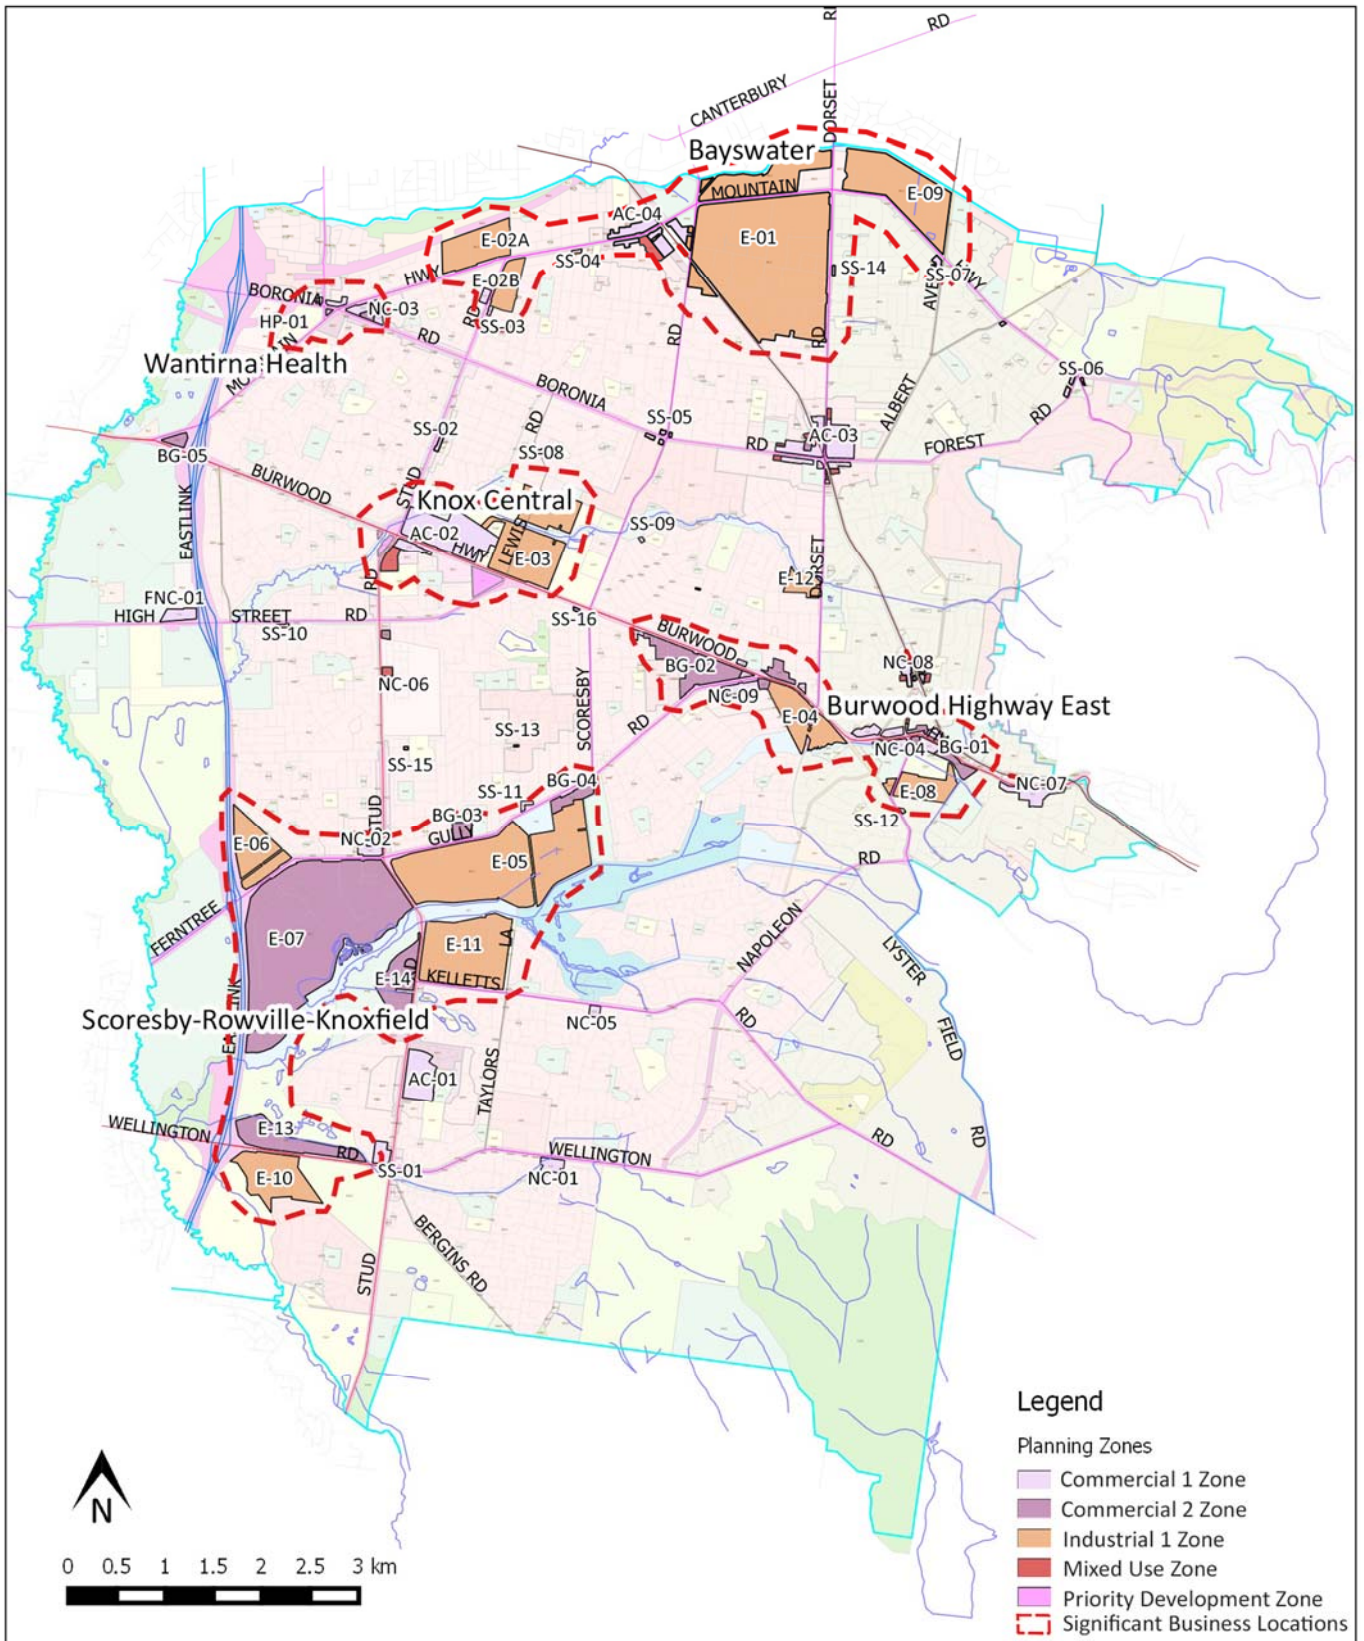 RD
RD
CANTERBURY
DORSET
Bayswater
MOUNTAIN
E-09
AC-04
E-01
E-02A
SS-04
SS-14
HWY
SS-07
HWY
E-02B
BORONIA
NC-03
AVE
HP-01
RD
SS-03
RD
RD
RD
Wantirna Health
SS-06
BORONIA
ALBERT
SS-05
RD
SS-02
RD
AC-03
RD
FOREST
BG-05
SS-08
BURWOOD
STUD
Knox Central
EASTLINK
AC-02
SS-09
HWY
LEWIS
E-03
DORSET
E-12
RD
FNC-01
HIGH
STREET
RD
SS-10
SS-16
BURWOOD
BG-02
NC-08
NC-06
NC-09
SCORESBY
RD
E-04
Burwood Highway East
SS-13
NC-04
BG-01
SS-15
NC-07
BG-04
E-08
SS-11
STUD
BG-03
SS-12
GULLY
NC-02
E-06
E-05
RD
FERNTREE
NAPOLEON
E-07
E-11
LA
LYSTER
E-14
KELLETTS
Scoresby-Rowville-Knoxfield
NC-05
RD
FIELD
AC-01
TAYLORS
WELLINGTON
E-13
RD
RD
RD
WELLINGTON
E-10
SS-01
NC-01
BERGINS RD
STUD
Legend
Planning Zones
Commercial 1 Zone
Commercial 2 Zone
Industrial 1 Zone
Mixed Use Zone
Priority Development Zone
Significant Business Locations
N
0 0.5 1 1.5 2 2.5 3 km